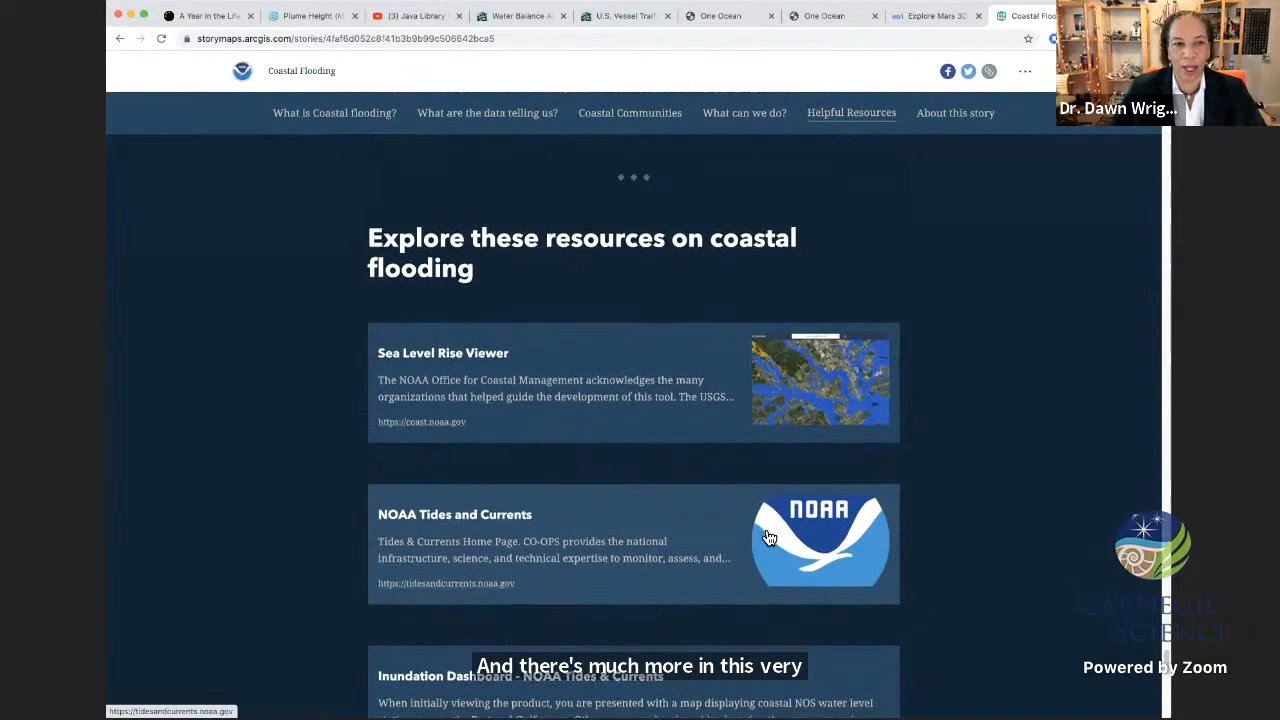 A Year in the Life
Plume Height (M
(3) Java Library
Water Balance A
U.S. Vessel Traf
One Ocean
One Ocean
esri Explore Mars 3D
Coastal Floo
storymaps.arcgis.com/stories/4faf6d652c8f41b3b9b99c506642bca5
Coastal Flooding
What is Coastal flooding?
What are the data telling us?
Coastal Communities
What can we do?
Helpful Resources
About this story
Dr. Dawn Wrig...
Explore these resources on coastal
flooding
Sea Level Rise Viewer
The NOAA Office for Coastal Management acknowledges the many
organizations that helped guide the development of this tool. The USGS...
https://coast.noaa.gov
NOAA Tides and Currents
Tides & Currents Home Page. CO-OPS provides the national
infrastructure, science, and technical expertise to monitor, assess, and...
https://tidesandcurrents.noaa.gov
NOAA
CARNEGIE
SCIENCE
Powered by Zoom
And there's much more in this very
Inundation Dashboard - NOAA Tides & Currents
When initially viewing the product, you are presented with a map displaying coastal NOS water level
https://tidesandcurrents.noaa.gov